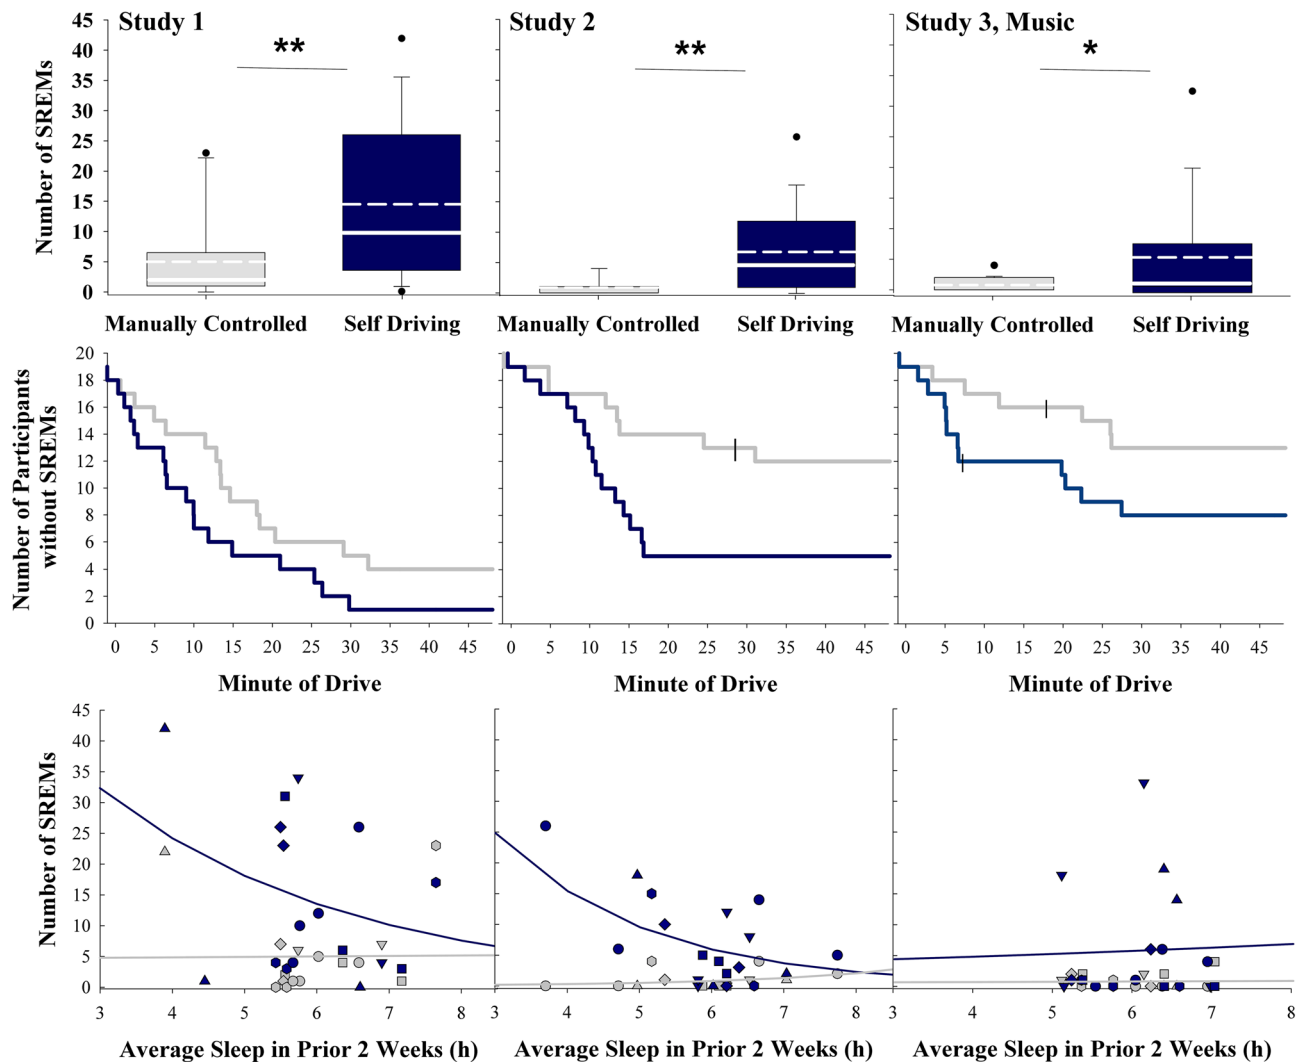 Study 1
Study 2
Study 3, Music
**
**
*
Number of SREMs
45
40
35
30
25
20
15
10
5
0
Manually Controlled
Self Driving
Manually Controlled
Self Driving
Manually Controlled
Self Driving
Number of Participants
without SREMs
20
18
16
14
12
10
8
6
4
2
0
0 5 10 15 20 25 30 35 40 45
0 5 10 15 20 25 30 35 40 45
0 5 10 15 20 25 30 35 40 45
Minute of Drive
Minute of Drive
Minute of Drive
Number of SREMs
45
40
35
30
25
20
15
10
5
0
3 4 5 6 7 8
3 4 5 6 7 8
3 4 5 6 7 8
Average Sleep in Prior 2 Weeks (h)
Average Sleep in Prior 2 Weeks (h)
Average Sleep in Prior 2 Weeks (h)